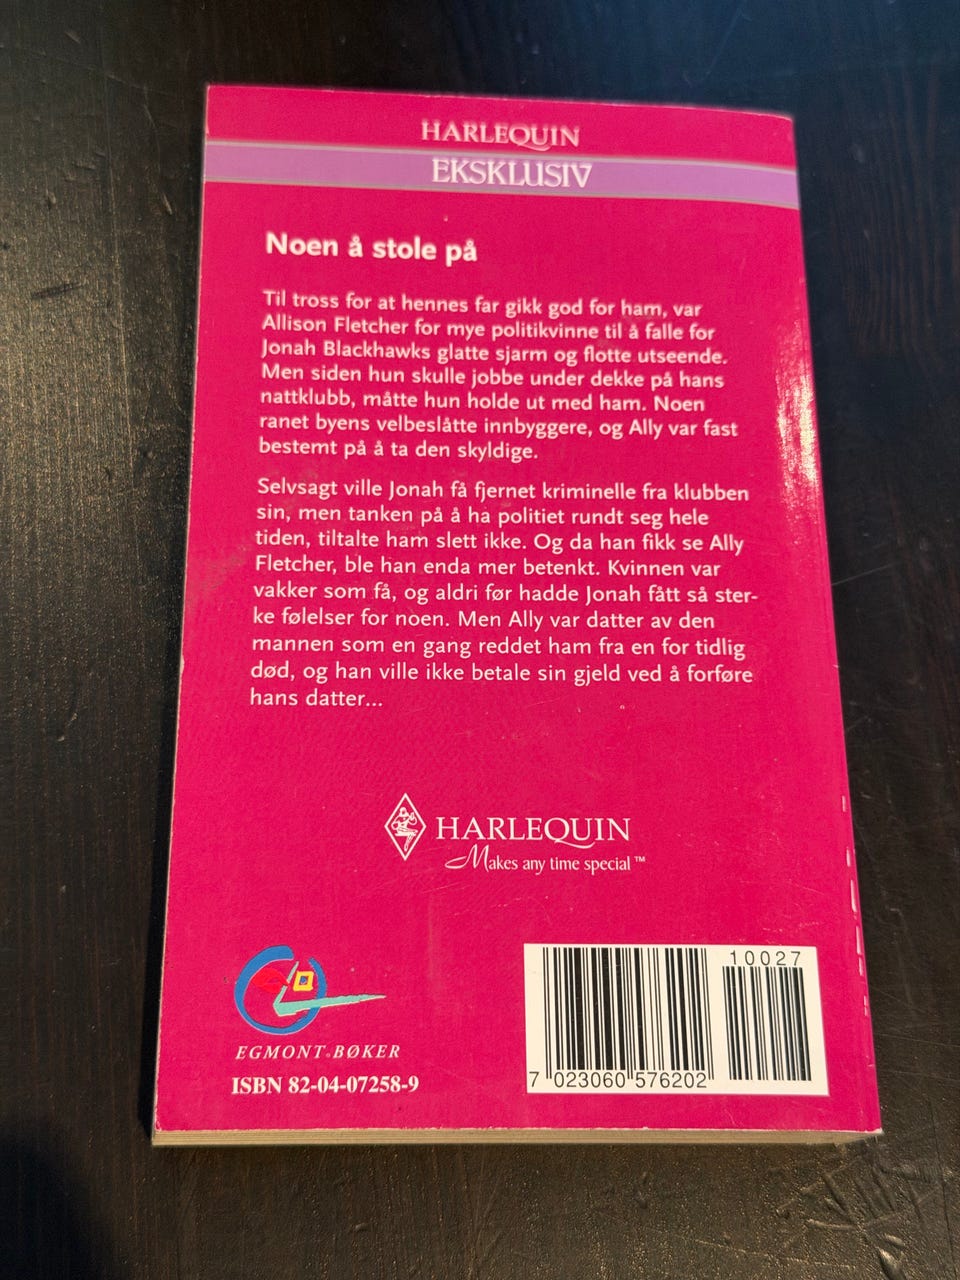 HARLEQUIN
EKSKLUSIV
Noen å stole på
Til tross for at hennes far gikk god for ham, var
Allison Fletcher for mye politikvinne til å falle for
Jonah Blackhawks glatte sjarm og flotte utseende.
Men siden hun skulle jobbe under dekke på hans
nattklubb, måtte hun holde ut med ham. Noen
ranet byens velbeslåtte innbyggere, og Ally var fast
bestemt på å ta den skyldige.
Selvsagt ville Jonah få fjernet kriminelle fra klubben
sin, men tanken på å ha politiet rundt seg hele
tiden, tiltalte ham slett ikke. Og da han fikk se Ally
Fletcher, ble han enda mer betenkt. Kvinnen var
vakker som få, og aldri før hadde Jonah fått så ster-
ke følelser for noen. Men Ally var datter av den
mannen som en gang reddet ham fra en for tidlig
død, og han ville ikke betale sin gjeld ved å forføre
hans datter...
HARLEQUIN
Makes any time special™
EGMONT BØKER
ISBN 82-04-07258-9
10027
7 023060 576202